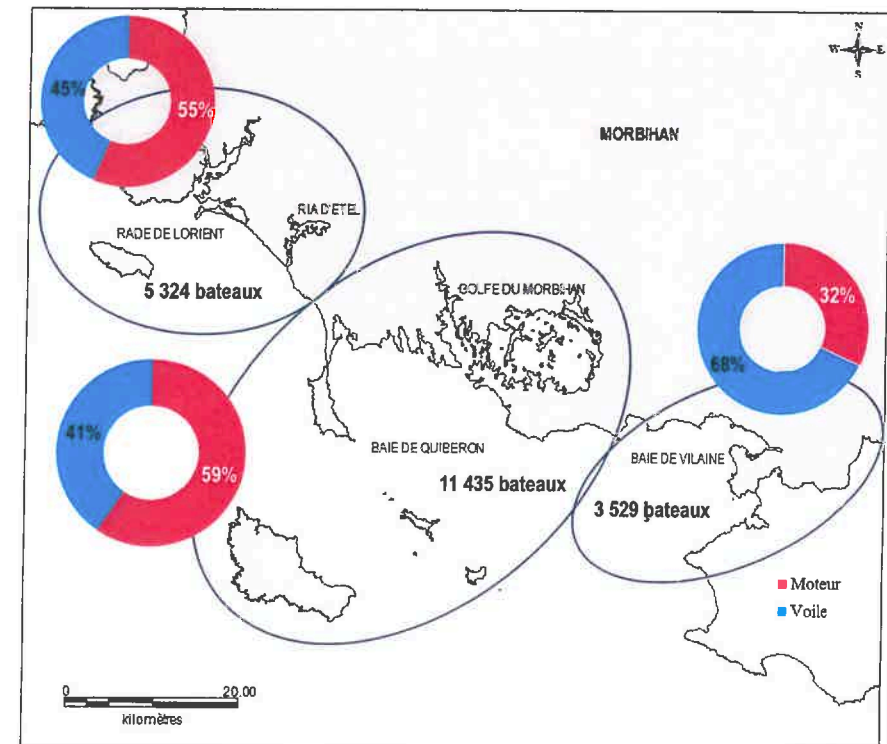 N
W E
S
45%
55%
MORBIHAN
RIA D'ETEL
RADE DE LORIENT
5 324 bateaux
GOLFE DU MORBIHAN
32%
68%
41%
59%
BAIE DE QUIBERON
11 435 bateaux
BAIE DE VILAINE
3 529 bateaux
Moteur
Voile
0 20.00
kilomètres